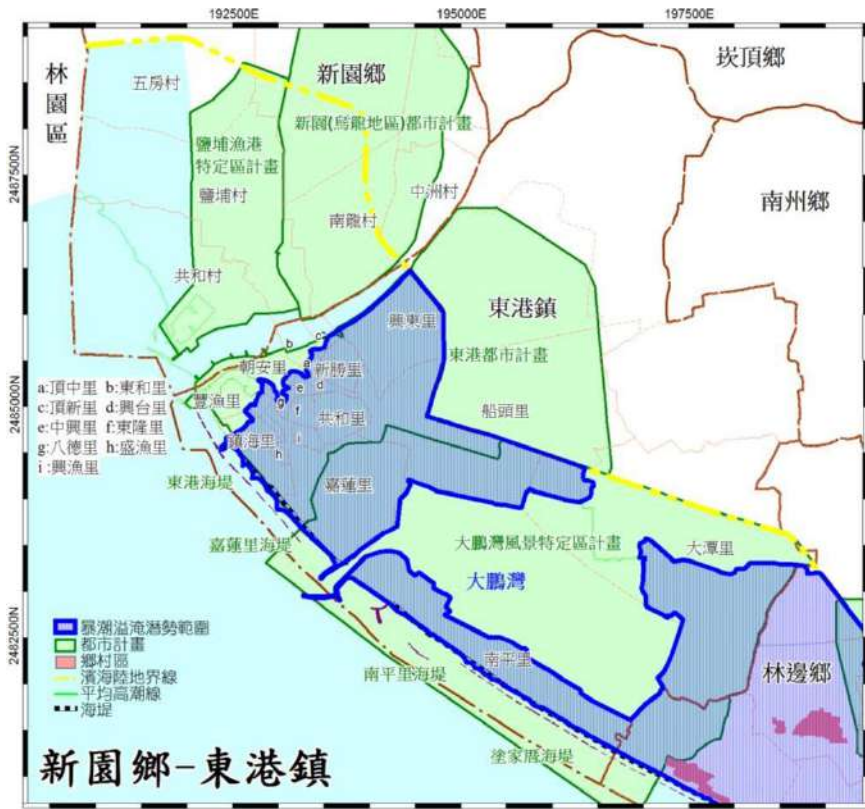 192500E
195000E
197500E
林園區
五房村
新園鄉
崁頂鄉
新園(烏龍地區)都市計畫
鹽埔漁港
特定區計畫
2487500N
鹽埔村
中洲村
南龍村
南州鄉
共和村
東港鎮
興東里
c
b
東港都市計畫
朝安里
新勝里
a
e
d
a:頂中里 b:東和里
c:頂新里 d:興台里
e:中興里 f:東隆里
g:八德里 h:盛漁里
i:興漁里
2485000N
豐漁里
g
f
共和里
船頭里
鎮海里
i
h
東港海堤
嘉蓮里
嘉蓮里海堤
大鵬灣風景特定區計畫
大潭里
大鵬灣
2482500N
暴潮溢淹潛勢範圍
都市計畫
鄉村區
濱海陸地界線
平均高潮線
海堤
南平里
南平里海堤
林邊鄉
塗家厝海堤
新園鄉-東港鎮